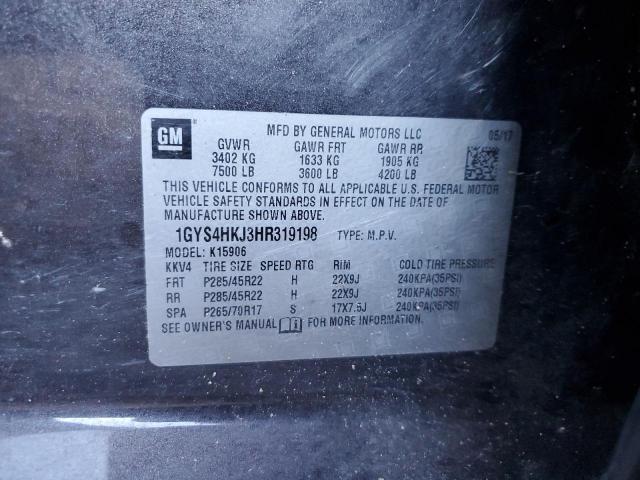 GM
MFD BY GENERAL MOTORS LLC 05/17
GVWR GAWR FRT GAWR RR
3402 KG 1633 KG 1905 KG
7500 LB 3600 LB 4200 LB
THIS VEHICLE CONFORMS TO ALL APPLICABLE U.S. FEDERAL MOTOR
VEHICLE SAFETY STANDARDS IN EFFECT ON THE DATE OF
MANUFACTURE SHOWN ABOVE.
1GYS4HKJ3HR319198 TYPE: M.P.V.
MODEL: K15906
KKV4 TIRE SIZE SPEED RTG RIM COLD TIRE PRESSURE
FRT P285/45R22 H 22X9J 240KPA(35PSI)
RR P285/45R22 H 22X9J 240KPA(35PSI)
SPA P265/70R17 S 17X7.5J 240KPA(35PSI)
SEE OWNER'S MANUAL FOR MORE INFORMATION.